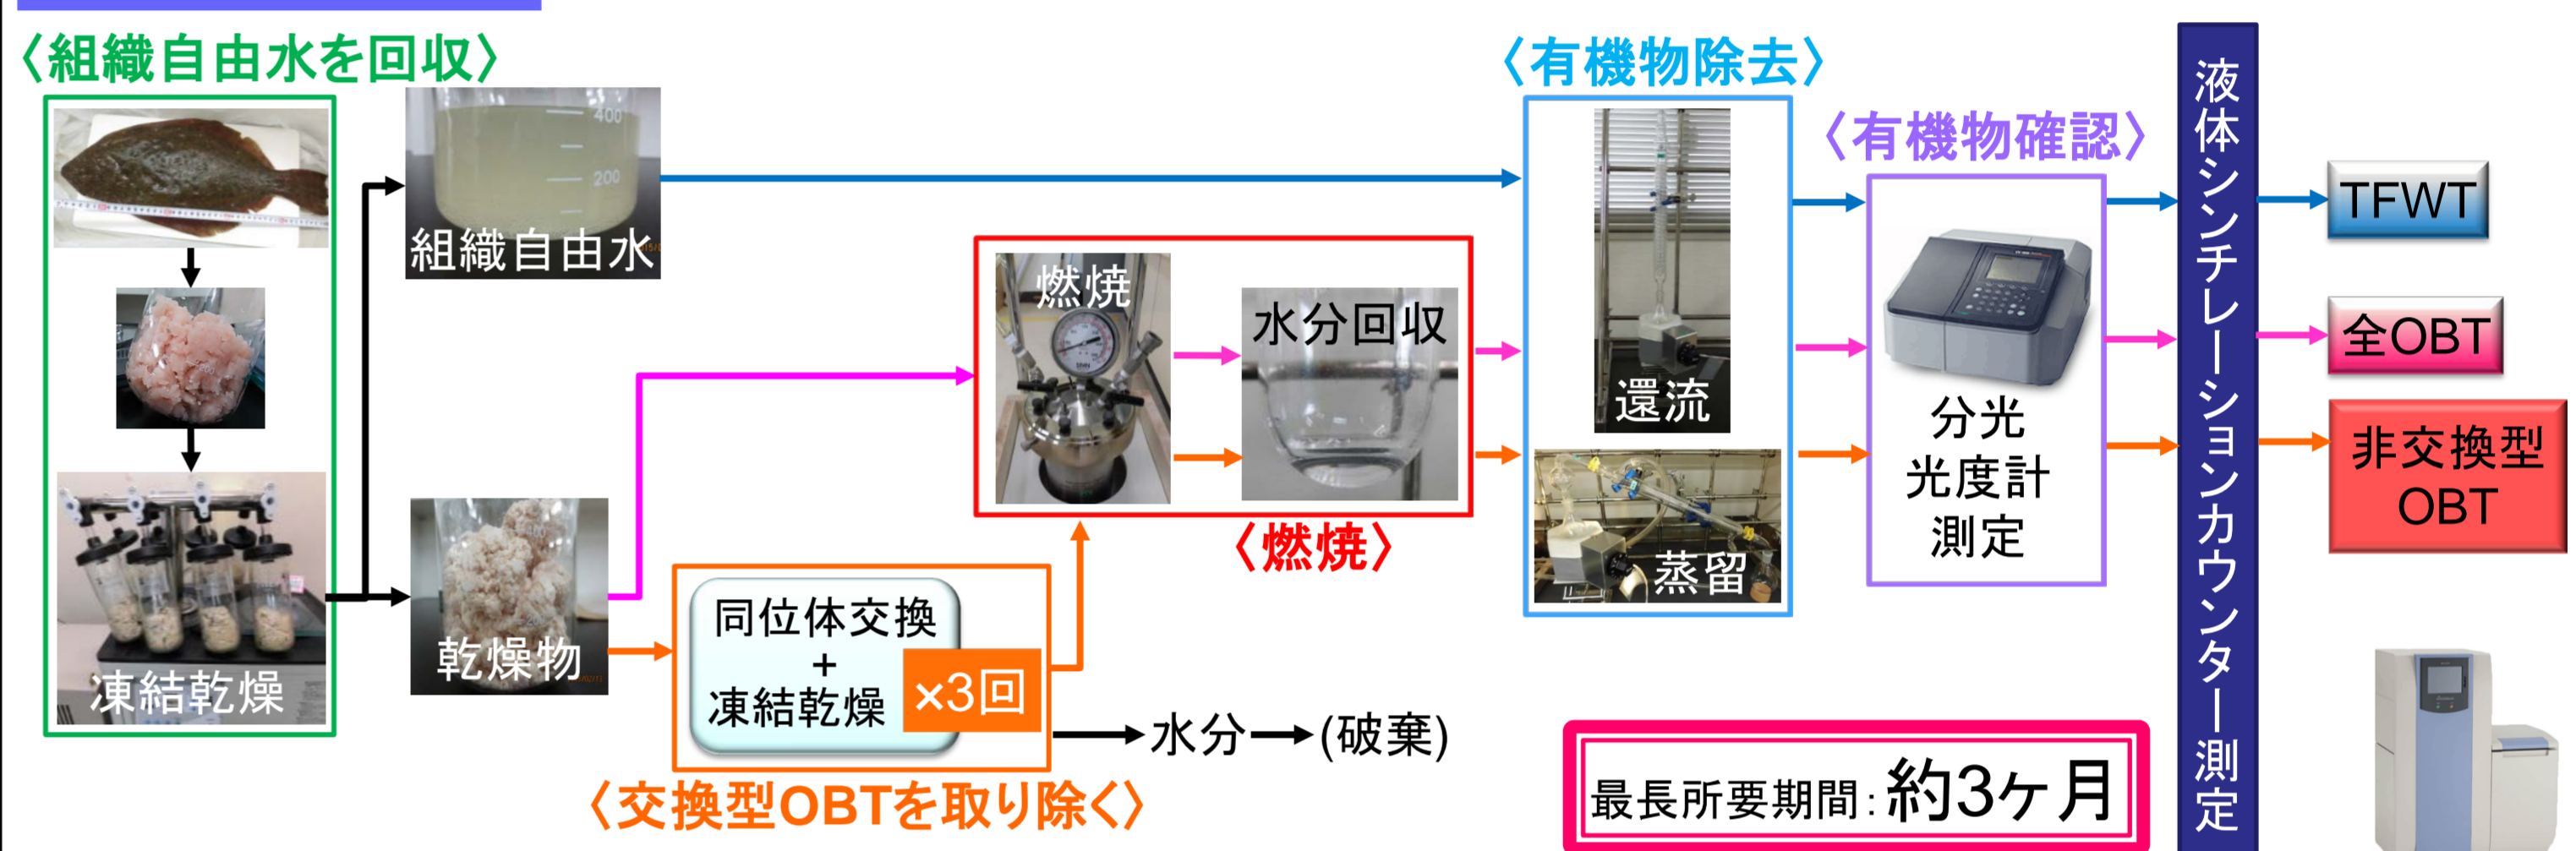 〈組織自由水を回収〉
凍結乾燥
400
200
組織自由水
乾燥物
同位体交換
+
凍結乾燥
×3回
〈交換型OBTを取り除く〉
水分
(破棄)
燃焼
水分回収
〈燃焼〉
〈有機物除去〉
還流
蒸留
〈有機物確認〉
分光
光度計
測定
液体シンチレーションカウンター測定
TFWT
全OBT
非交換型
OBT
最長所要期間：約3ヶ月